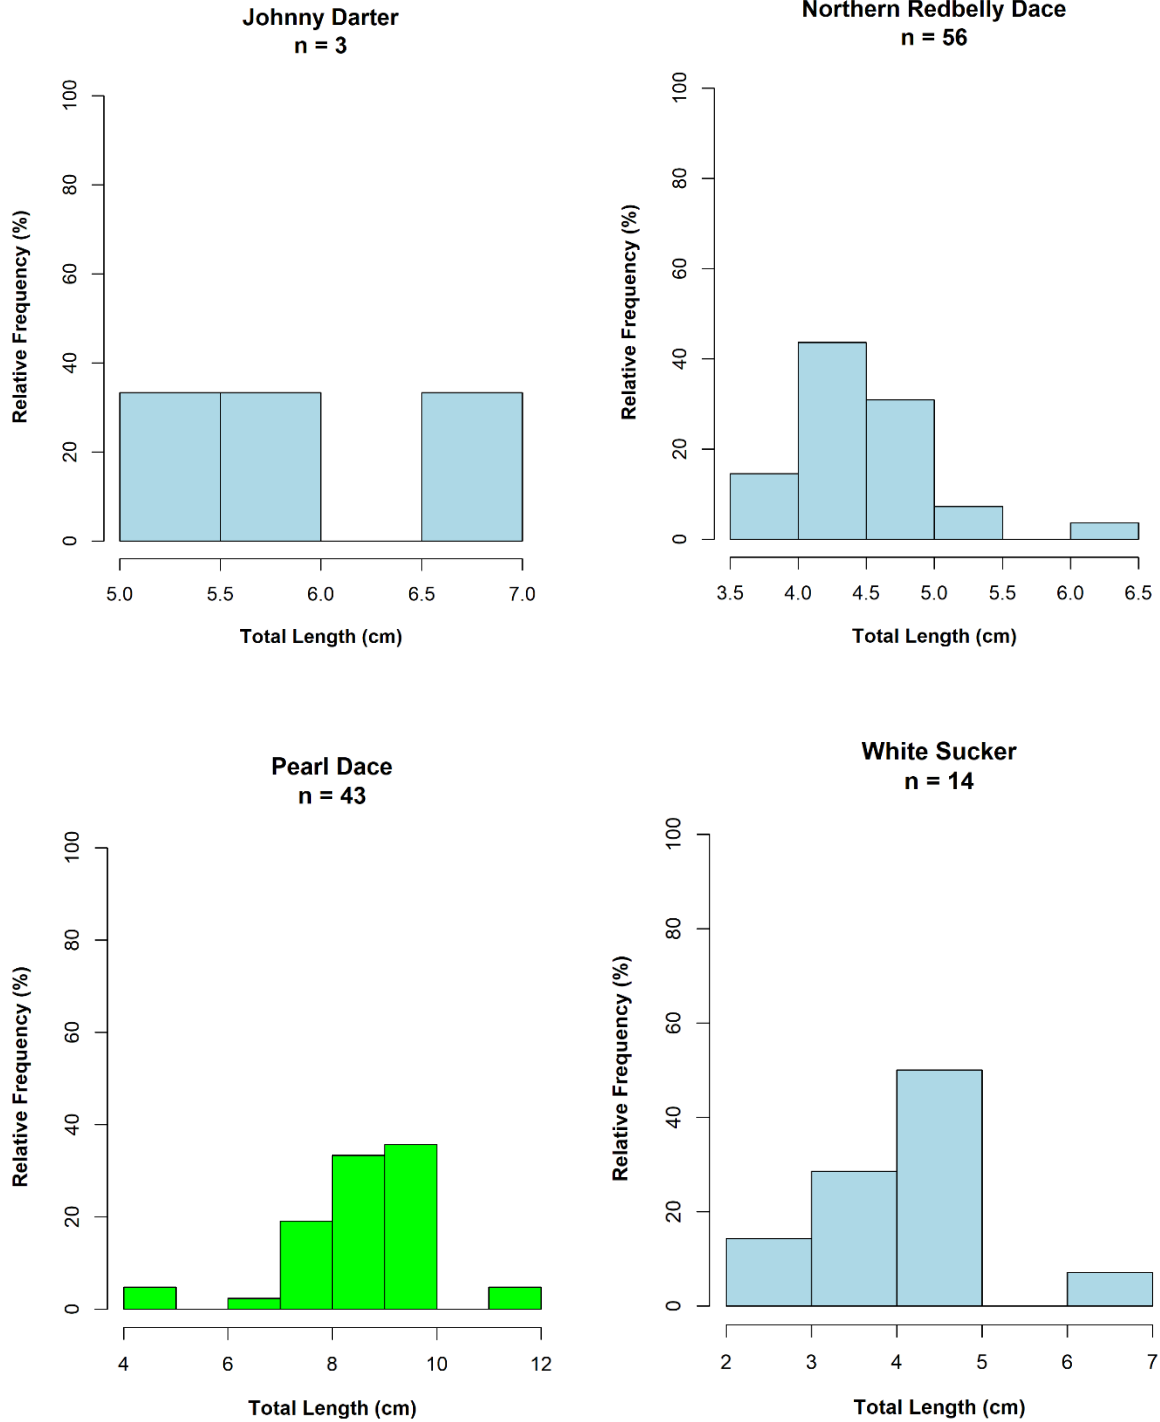 Johnny Darter
n = 3
Relative Frequency (%)
100
80
60
40
20
0
5.0 5.5 6.0 6.5 7.0
Total Length (cm)
Northern Redbelly Dace
n = 56
Relative Frequency (%)
100
80
60
40
20
0
3.5 4.0 4.5 5.0 5.5 6.0 6.5
Total Length (cm)
Pearl Dace
n = 43
Relative Frequency (%)
100
80
60
40
20
0
4 6 8 10 12
Total Length (cm)
White Sucker
n = 14
Relative Frequency (%)
100
80
60
40
20
0
2 3 4 5 6 7
Total Length (cm)